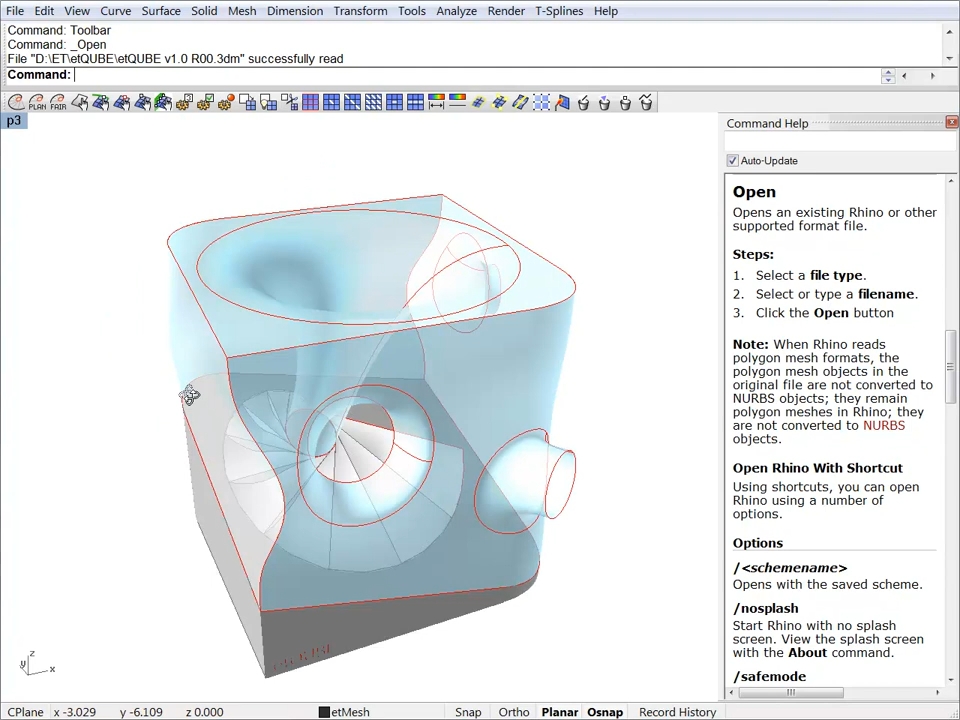 File Edit View Curve Surface Solid Mesh Dimension Transform Tools Analyze Render T-Splines Help
Command: Toolbar
Command: _Open
File "D:\ET\etQUBE\etQUBE v1.0 R00.3dm" successfully read
Command:
PLAN FAIR
p3
Command Help
Auto-Update
Open
Opens an existing Rhino or other
supported format file.
Steps:
1. Select a file type.
2. Select or type a filename.
3. Click the Open button
Note: When Rhino reads
polygon mesh formats, the
polygon mesh objects in the
original file are not converted to
NURBS objects; they remain
polygon meshes in Rhino; they
are not converted to NURBS
objects.
Open Rhino With Shortcut
Using shortcuts, you can open
Rhino using a number of
options.
Options
/<schemename>
Opens with the saved scheme.
/nosplash
Start Rhino with no splash
screen. View the splash screen
with the About command.
/safemode
z
y
x
CPlane x -3.029 y -6.109 z 0.000 etMesh Snap Ortho Planar Osnap Record History